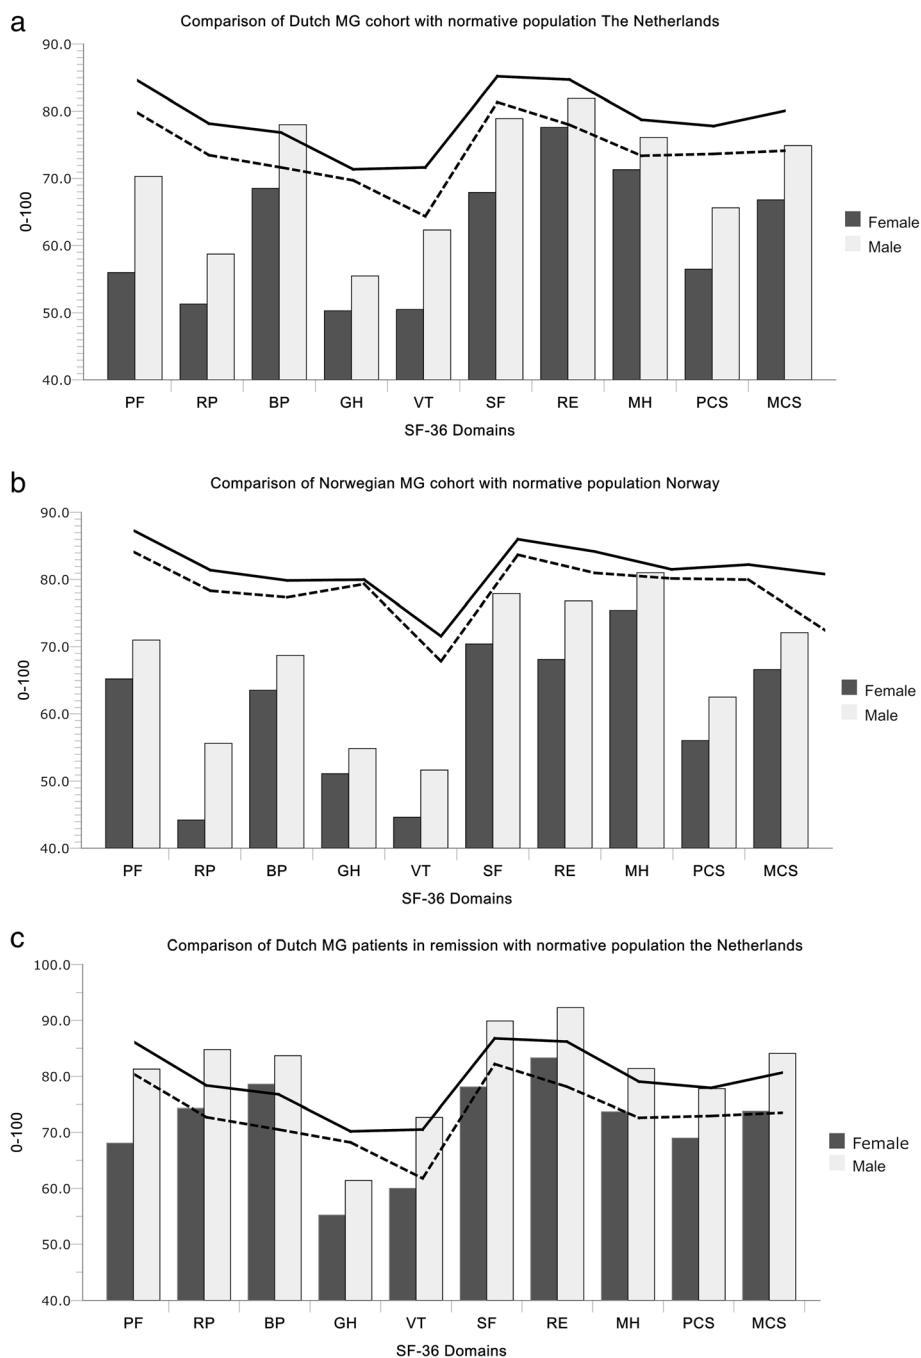 a
Comparison of Dutch MG cohort with normative population The Netherlands
90.0
80.0
70.0
60.0
50.0
40.0
0-100
PF RP BP GH VT SF RE MH PCS MCS
SF-36 Domains
Female
Male
b
Comparison of Norwegian MG cohort with normative population Norway
90.0
80.0
70.0
60.0
50.0
40.0
0-100
PF RP BP GH VT SF RE MH PCS MCS
SF-36 Domains
Female
Male
c
Comparison of Dutch MG patients in remission with normative population the Netherlands
100.0
90.0
80.0
70.0
60.0
50.0
40.0
0-100
PF RP BP GH VT SF RE MH PCS MCS
SF-36 Domains
Female
Male